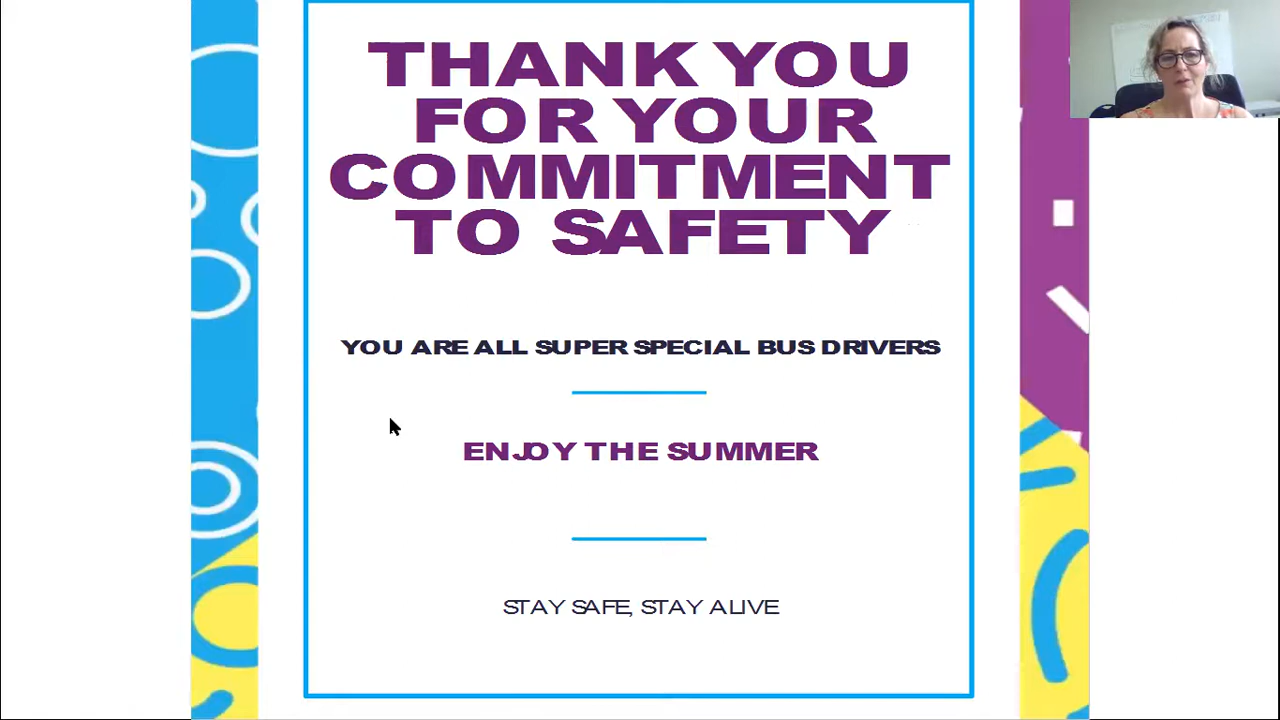 THANK YOU
FOR YOUR
COMMITMENT
TO SAFETY
YOU ARE ALL SUPER SPECIAL BUS DRIVERS
ENJOY THE SUMMER
STAY SAFE, STAY ALIVE